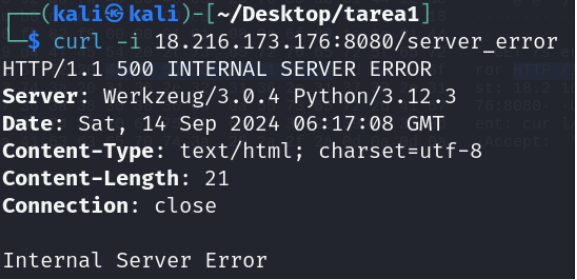 ┌──(kali㉿kali)-[~/Desktop/tarea1]
└─$ curl -i 18.216.173.176:8080/server_error
HTTP/1.1 500 INTERNAL SERVER ERROR
Server: Werkzeug/3.0.4 Python/3.12.3
Date: Sat, 14 Sep 2024 06:17:08 GMT
Content-Type: text/html; charset=utf-8
Content-Length: 21
Connection: close

Internal Server Error